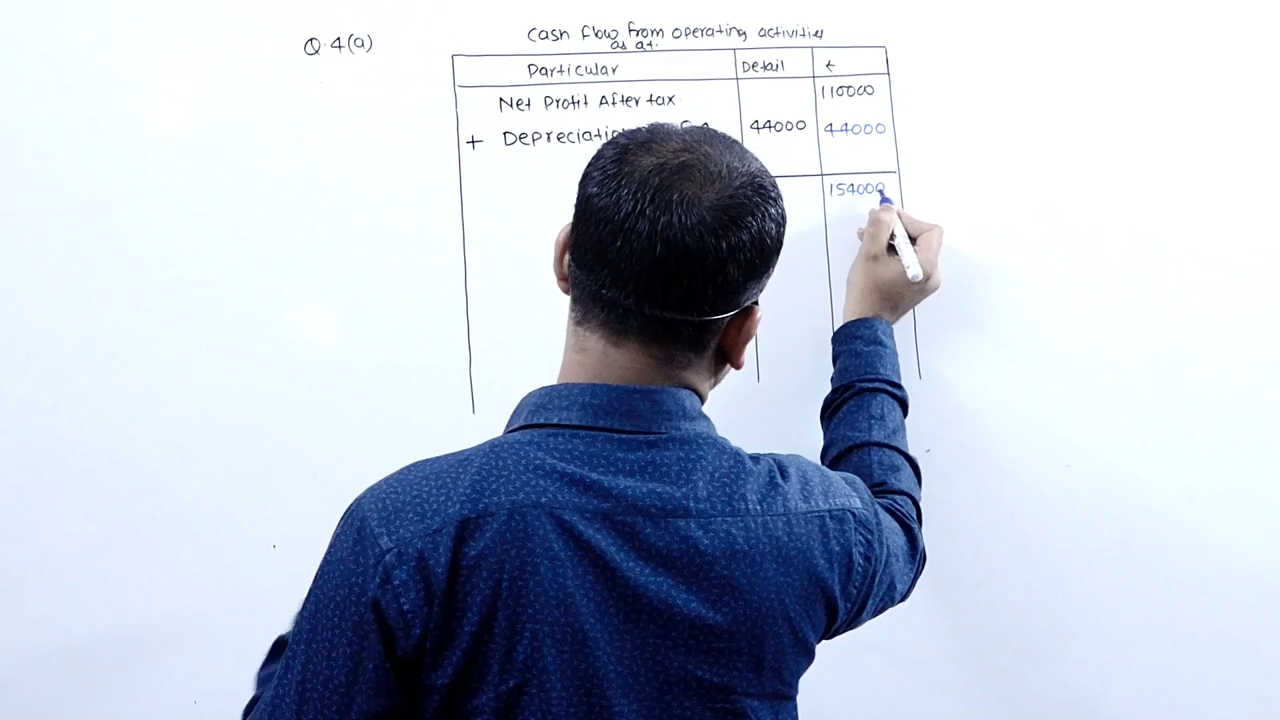 Q.4(a)
Cash flow from operating activities
as at.
Particular Detail ₹
Net Profit After tax. 110000
+ Depreciation 44000 44000
154000